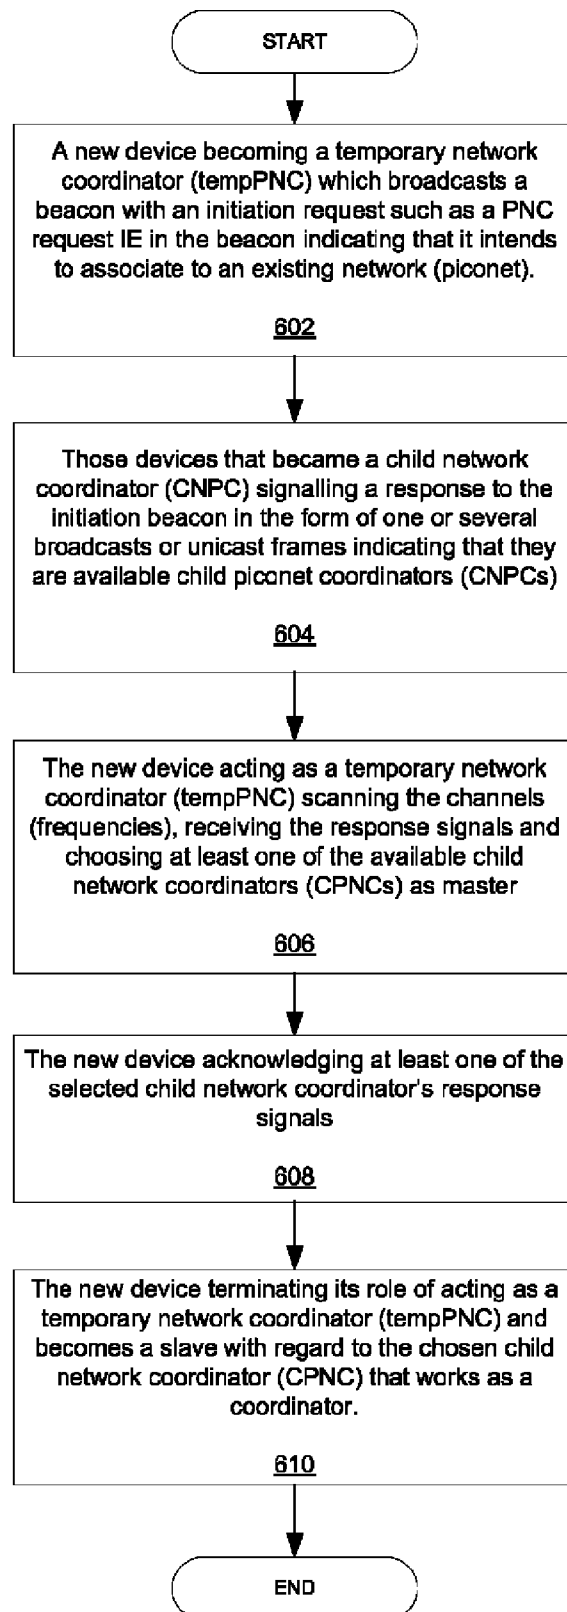 START
A new device becoming a temporary network
coordinator (tempPNC) which broadcasts a
beacon with an initiation request such as a PNC
request IE in the beacon indicating that it intends
to associate to an existing network (piconet).
602
Those devices that became a child network
coordinator (CNPC) signalling a response to the
initiation beacon in the form of one or several
broadcasts or unicast frames indicating that they
are available child piconet coordinators (CNPCs)
604
The new device acting as a temporary network
coordinator (tempPNC) scanning the channels
(frequencies), receiving the response signals and
choosing at least one of the available child
network coordinators (CPNCs) as master
606
The new device acknowledging at least one of the
selected child network coordinator's response
signals
608
The new device terminating its role of acting as a
temporary network coordinator (tempPNC) and
becomes a slave with regard to the chosen child
network coordinator (CPNC) that works as a
coordinator.
610
END